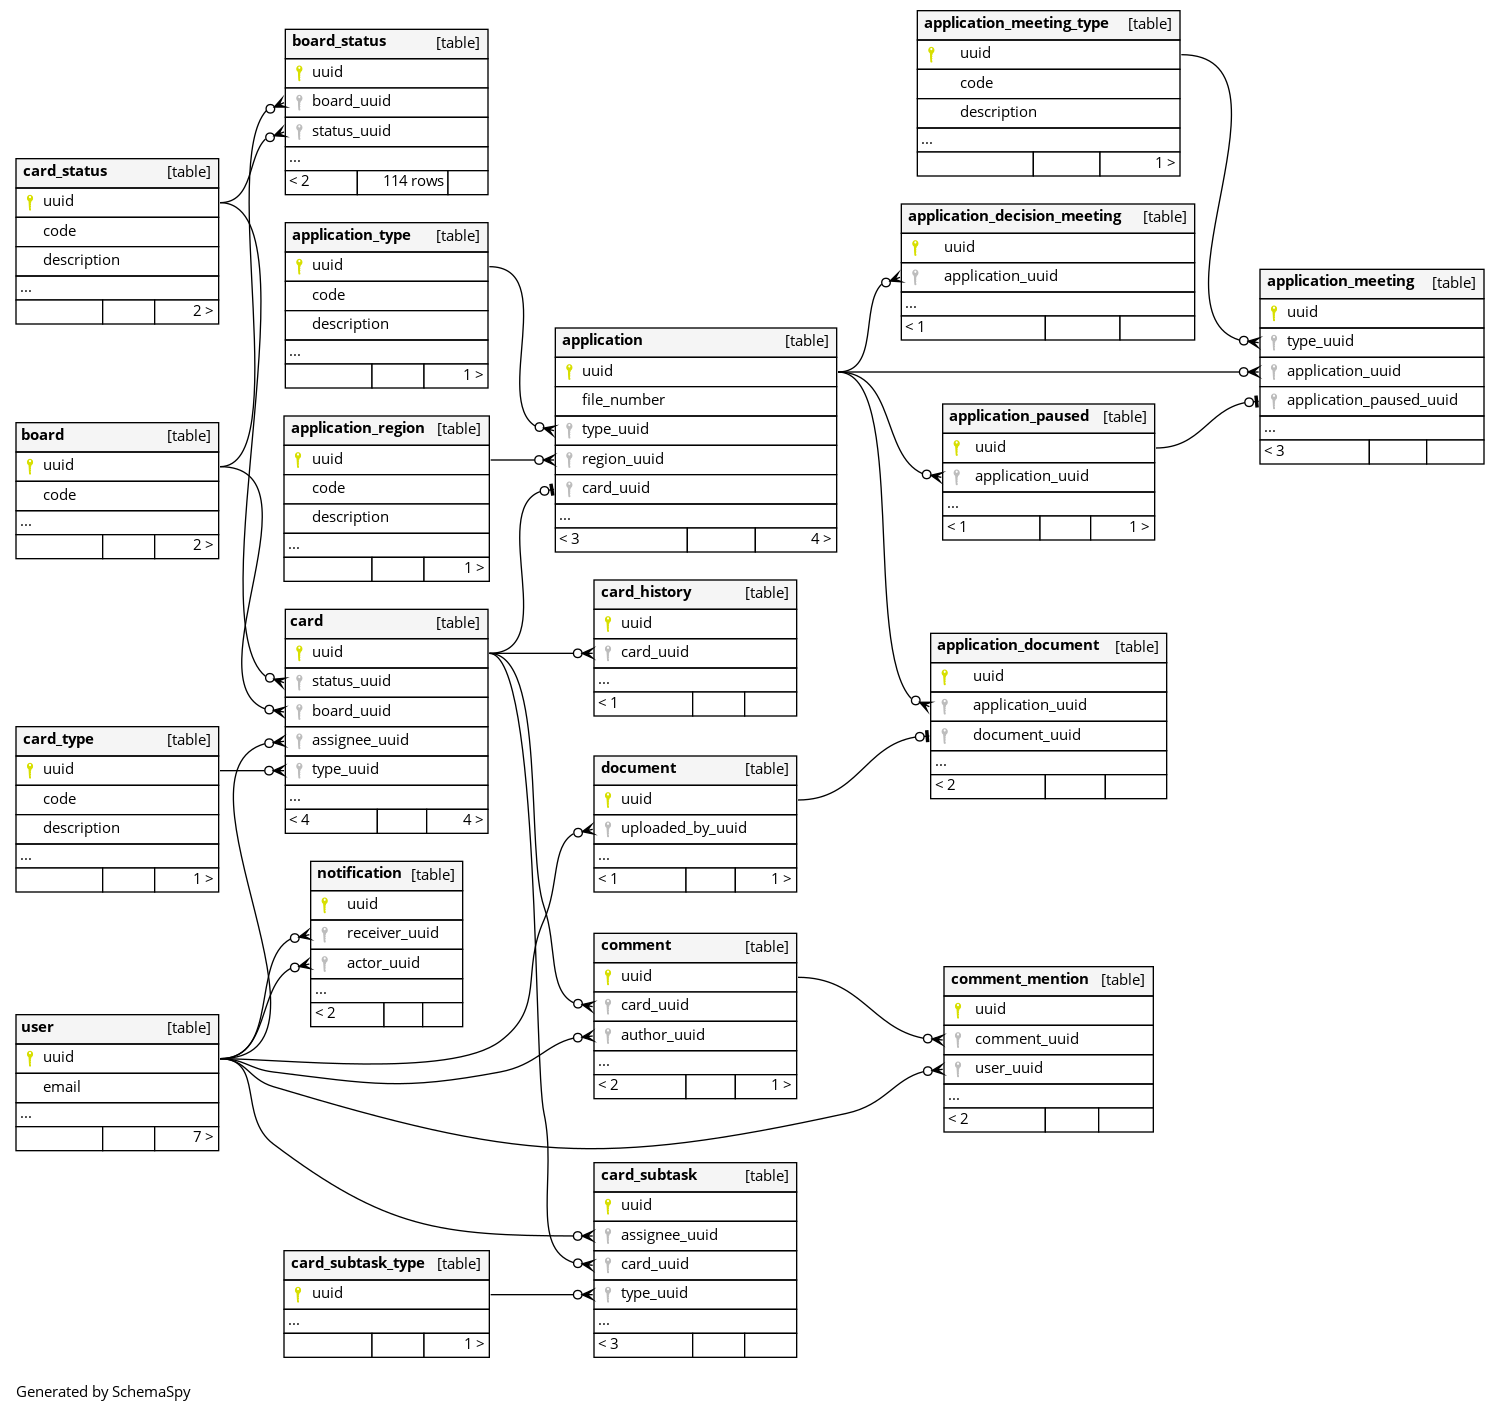 board_status [table]
uuid
board_uuid
status_uuid
...
< 2 114 rows
card_status [table]
uuid
code
description
...
2 >
application_type [table]
uuid
code
description
...
1 >
board [table]
uuid
code
...
2 >
application_region [table]
uuid
code
description
...
1 >
card [table]
uuid
status_uuid
board_uuid
assignee_uuid
type_uuid
...
< 4 4 >
card_type [table]
uuid
code
description
...
1 >
notification [table]
uuid
receiver_uuid
actor_uuid
...
< 2
user [table]
uuid
email
...
7 >
card_subtask_type [table]
uuid
...
1 >
application [table]
uuid
file_number
type_uuid
region_uuid
card_uuid
...
< 3 4 >
card_history [table]
uuid
card_uuid
...
< 1
document [table]
uuid
uploaded_by_uuid
...
< 1 1 >
comment [table]
uuid
card_uuid
author_uuid
...
< 2 1 >
card_subtask [table]
uuid
assignee_uuid
card_uuid
type_uuid
...
< 3
application_meeting_type [table]
uuid
code
description
...
1 >
application_decision_meeting [table]
uuid
application_uuid
...
< 1
application_paused [table]
uuid
application_uuid
...
< 1 1 >
application_document [table]
uuid
application_uuid
document_uuid
...
< 2
comment_mention [table]
uuid
comment_uuid
user_uuid
...
< 2
application_meeting [table]
uuid
type_uuid
application_uuid
application_paused_uuid
...
< 3
Generated by SchemaSpy